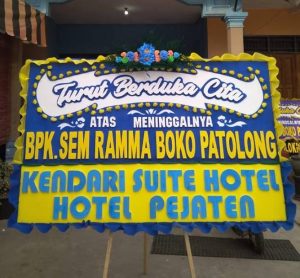 Turut Berduka Cita
ATAS MENINGGALNYA
BPK. SEM RAMMA BOKO PATOLONG
KENDARI SUITE HOTEL
HOTEL PEJATEN